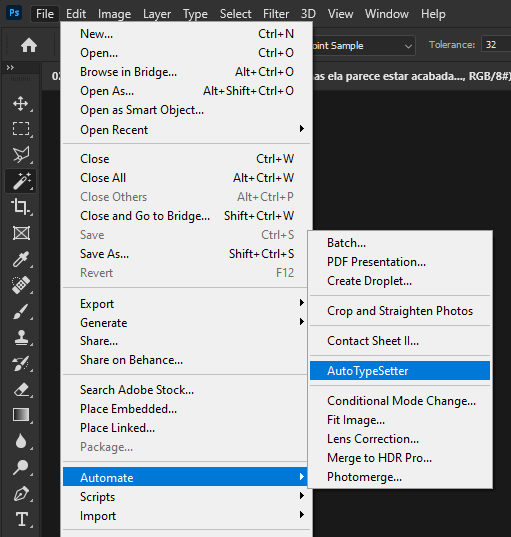 Ps File Edit Image Layer Type Select Filter 3D View Window Help
oint Sample Tolerance: 32
02 as ela parece estar acabada..., RGB/8#)
New... Ctrl+N
Open... Ctrl+O
Browse in Bridge... Alt+Ctrl+O
Open As... Alt+Shift+Ctrl+O
Open as Smart Object...
Open Recent
Close Ctrl+W
Close All Alt+Ctrl+W
Close Others Alt+Ctrl+P
Close and Go to Bridge... Shift+Ctrl+W
Save Ctrl+S
Save As... Shift+Ctrl+S
Revert F12
Export
Generate
Share...
Share on Behance...
Search Adobe Stock...
Place Embedded...
Place Linked...
Package...
Automate
Scripts
Import
Batch...
PDF Presentation...
Create Droplet...
Crop and Straighten Photos
Contact Sheet II...
AutoTypeSetter
Conditional Mode Change...
Fit Image...
Lens Correction...
Merge to HDR Pro...
Photomerge...